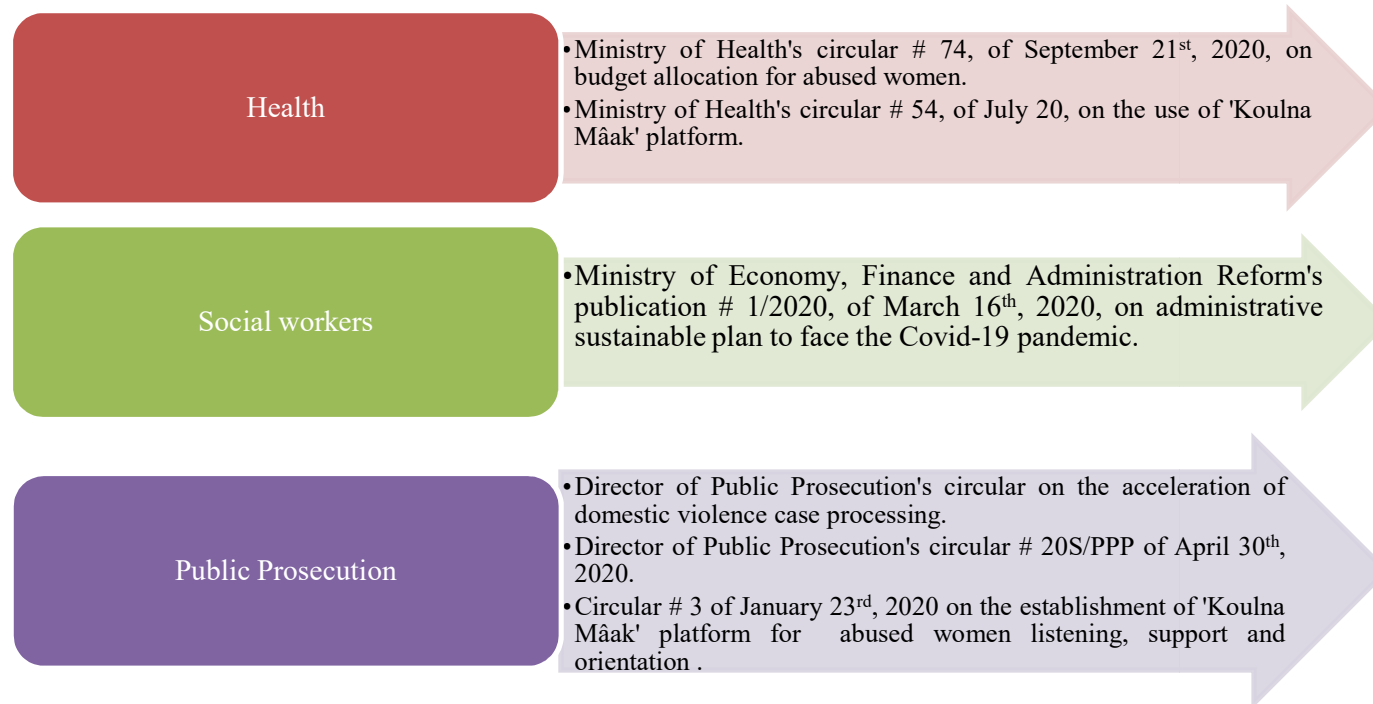 Health
•Ministry of Health's circular # 74, of September 21st, 2020, on
budget allocation for abused women.
•Ministry of Health's circular # 54, of July 20, on the use of 'Koulna
Mâak' platform.
Social workers
•Ministry of Economy, Finance and Administration Reform's
publication # 1/2020, of March 16th, 2020, on administrative
sustainable plan to face the Covid-19 pandemic.
Public Prosecution
•Director of Public Prosecution's circular on the acceleration of
domestic violence case processing.
•Director of Public Prosecution's circular # 20S/PPP of April 30th,
2020.
•Circular # 3 of January 23rd, 2020 on the establishment of 'Koulna
Mâak' platform for abused women listening, support and
orientation .